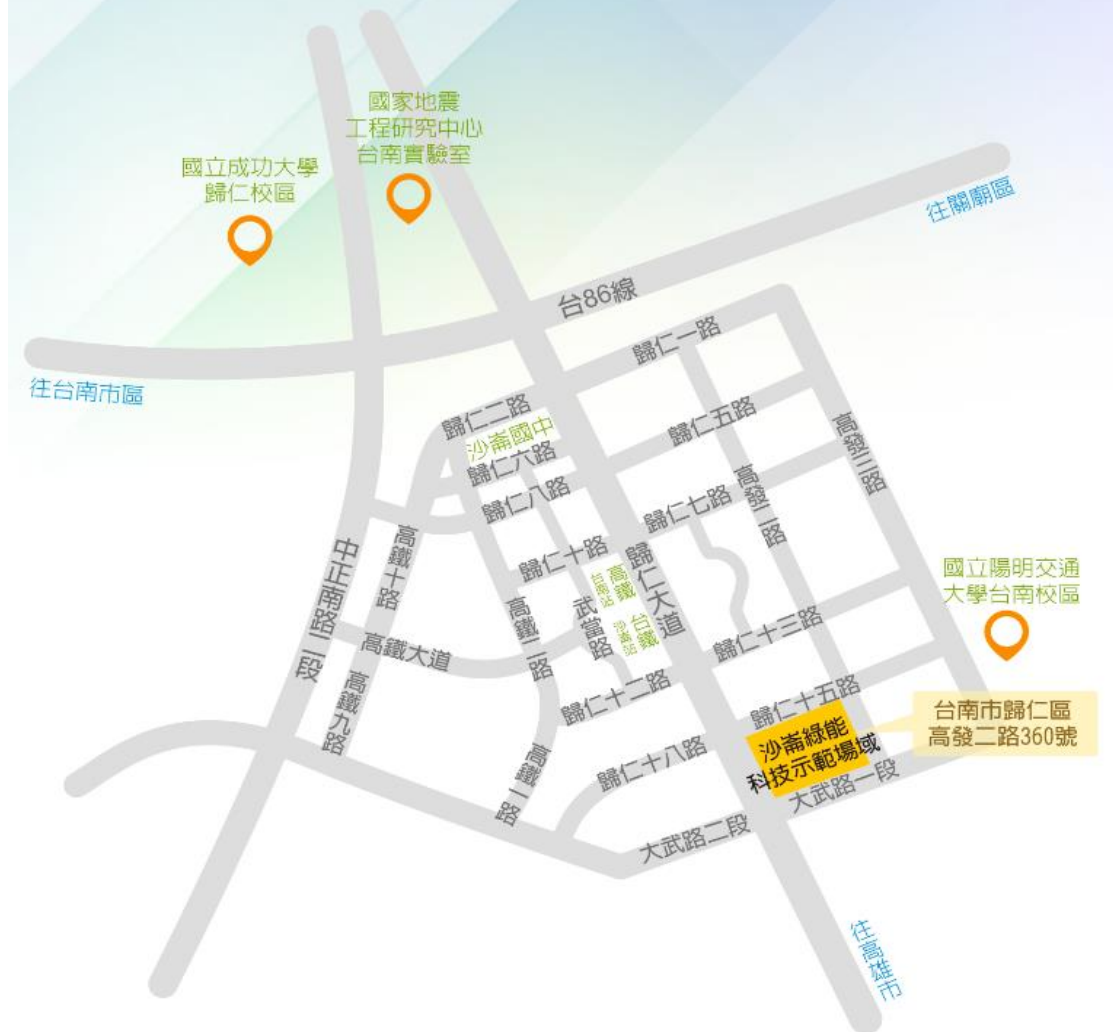 國家地震
工程研究中心
台南實驗室
國立成功大學
歸仁校區
往關廟區
台86線
往台南市區
歸仁一路
歸仁二路
沙崙國中
歸仁六路
歸仁五路
高發三路
歸仁八路
高發二路
歸仁七路
歸仁十路
高鐵十路
中正南路二段
歸仁大道
高鐵
台南站
武當路
台鐵
沙崙站
高鐵二路
國立陽明交通
大學台南校區
歸仁十三路
高鐵大道
高鐵九路
歸仁十二路
歸仁十五路
台南市歸仁區
高發二路360號
沙崙綠能
科技示範場域
歸仁十八路
高鐵一路
大武路一段
大武路二段
往高雄市